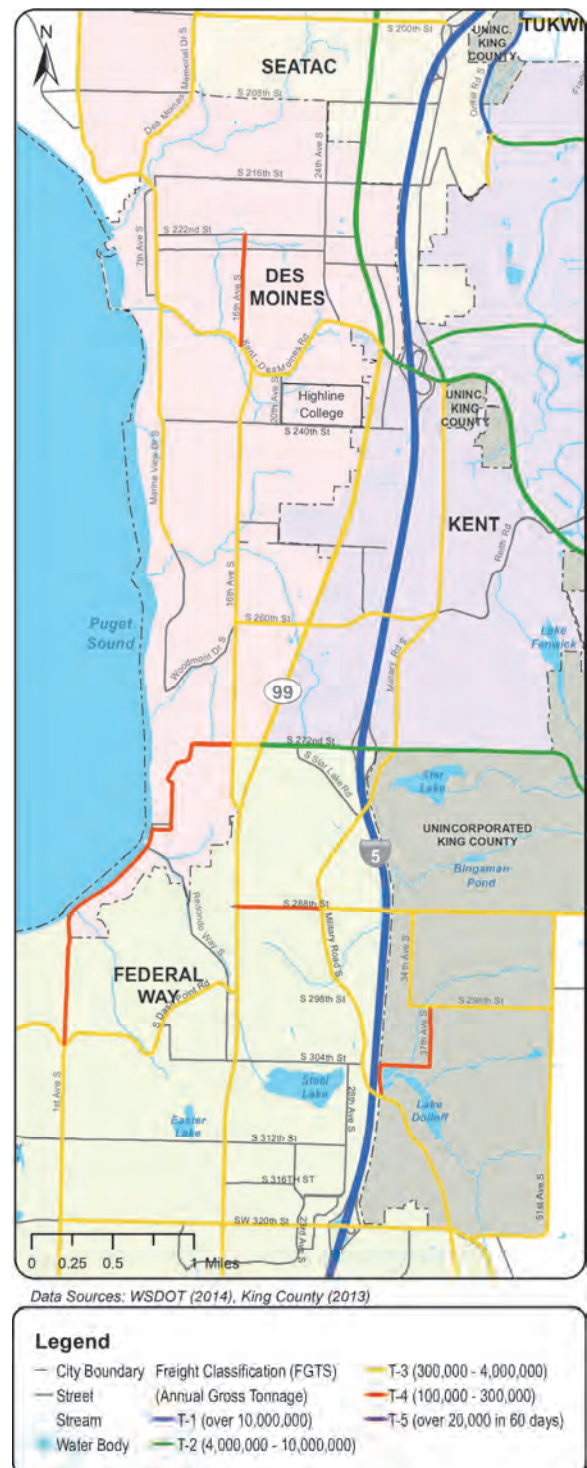 N
S 200th St
UNINC.
KING
COUNTY
TUKWI
SEATAC
Des Moines Memorial Dr S
Orillia Rd S
S 208th St
24th Ave S
S 216th St
7th Ave S
S 222nd St
DES
MOINES
16th Ave S
Kent - Des Moines Rd
20th Ave S
Highline
College
UNINC.
KING
COUNTY
S 240th St
Marine View Dr S
KENT
Reith Rd
16th Ave S
Puget
Sound
S 260th St
Woodmont Dr S
Military Rd S
Lake
Fenwick
99
S 272nd St
S Star Lake Rd
Star
Lake
UNINCORPORATED
KING COUNTY
5
Bingaman
Pond
Redondo Way S
S 288th St
Military Road S
34th Ave S
FEDERAL
WAY
S Dash Point Rd
S 298th St
S 296th St
37th Ave S
1st Ave S
S 304th St
Steel
Lake
28th Ave S
Lake
Dolloff
Easter
Lake
S 312th St
S 316TH ST
51st Ave S
23rd Ave S
SW 320th St
0 0.25 0.5 1 Miles
Data Sources: WSDOT (2014), King County (2013)
Legend
City Boundary
Street
Stream
Water Body
Freight Classification (FGTS)
(Annual Gross Tonnage)
T-1 (over 10,000,000)
T-2 (4,000,000 - 10,000,000)
T-3 (300,000 - 4,000,000)
T-4 (100,000 - 300,000)
T-5 (over 20,000 in 60 days)